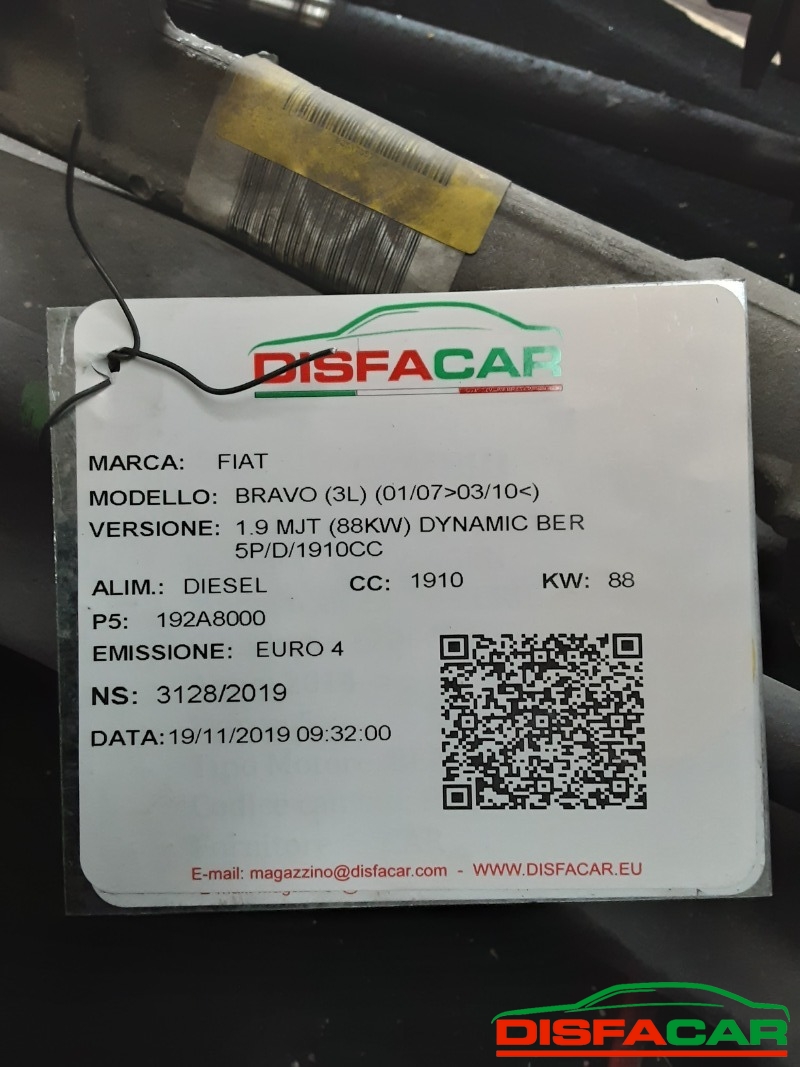 DISFACAR
MARCA: FIAT
MODELLO: BRAVO (3L) (01/07>03/10<)
VERSIONE: 1.9 MJT (88KW) DYNAMIC BER
5P/D/1910CC
ALIM.: DIESEL CC: 1910 KW: 88
P5: 192A8000
EMISSIONE: EURO 4
NS: 3128/2019
DATA:19/11/2019 09:32:00
E-mail: magazzino@disfacar.com - WWW.DISFACAR.EU
DISFACAR